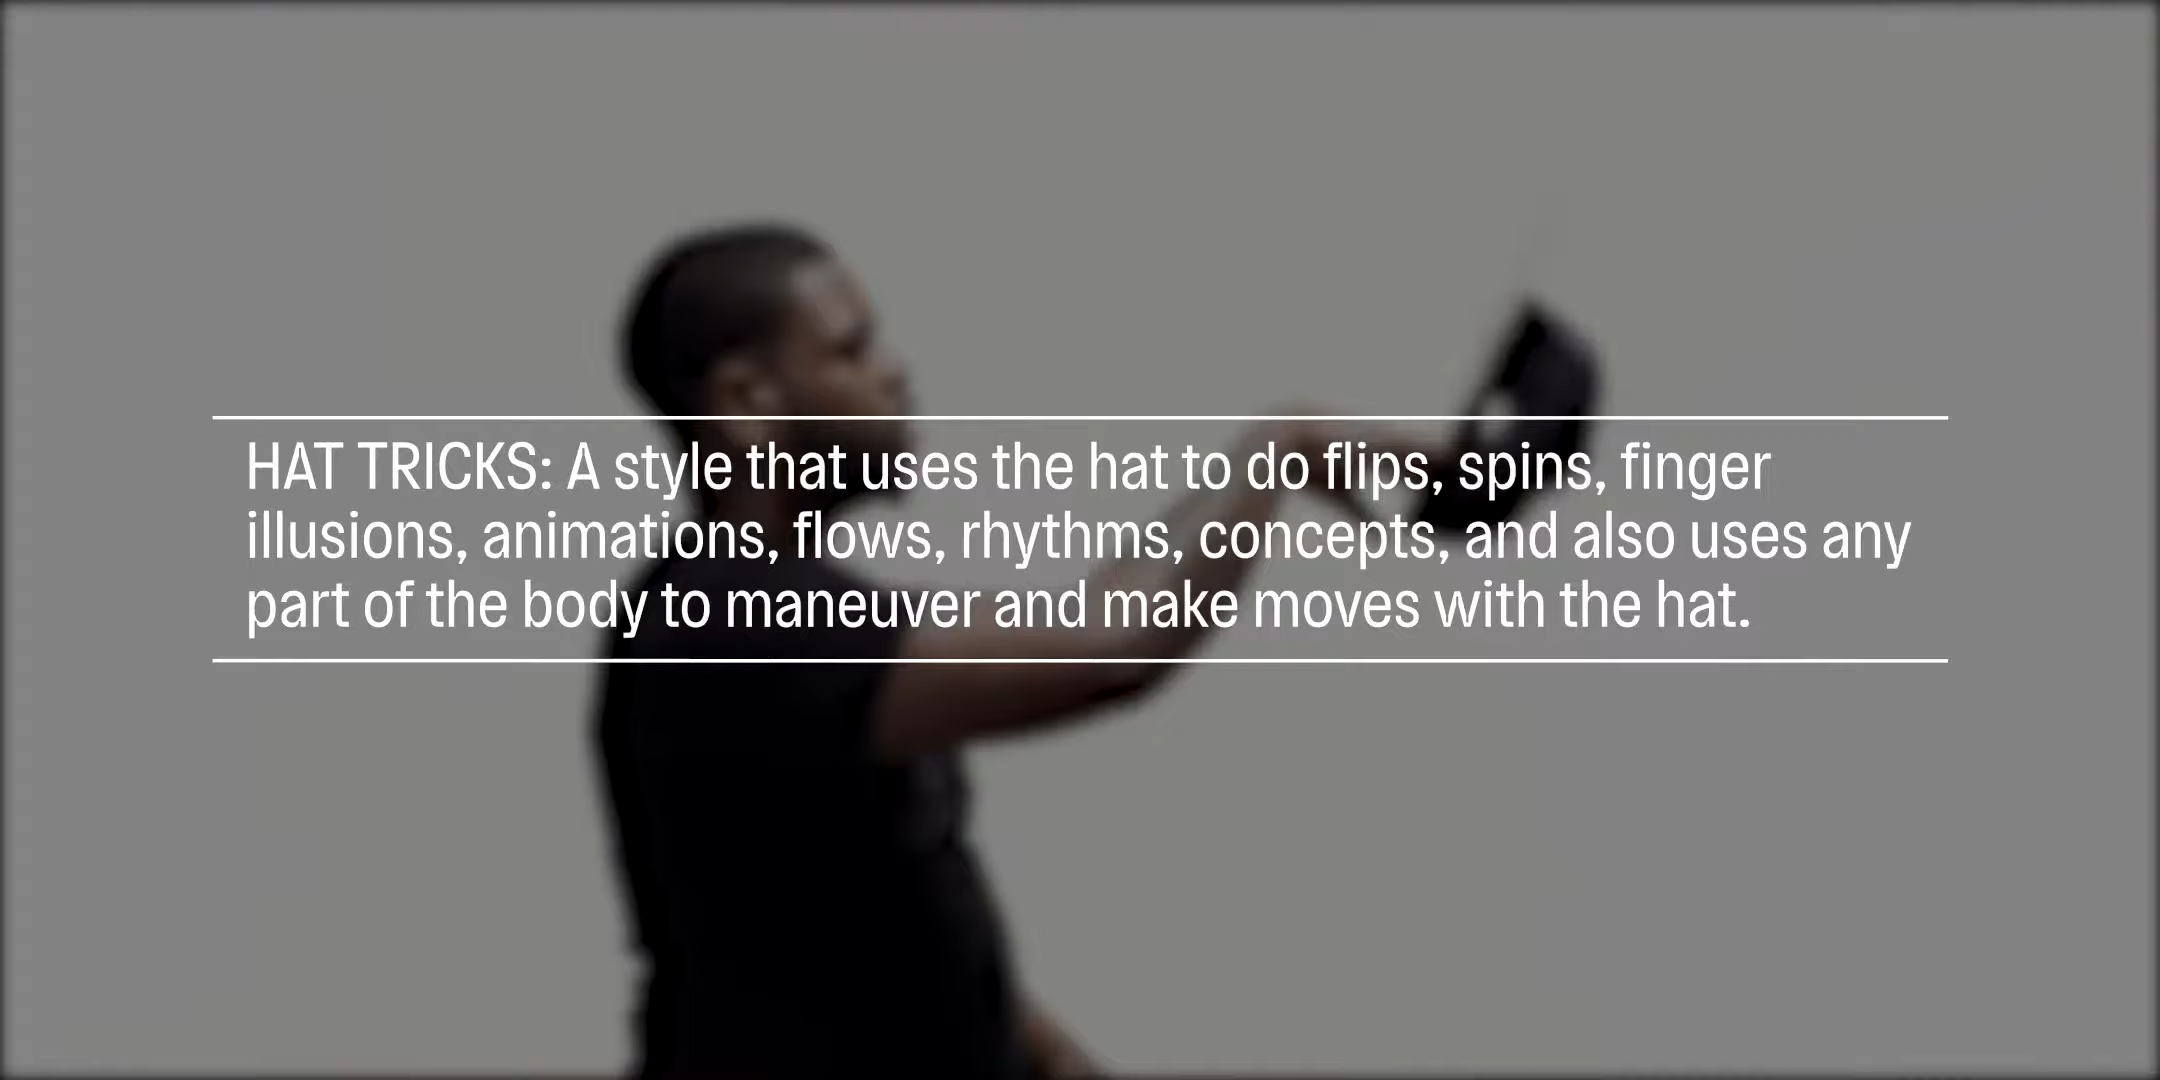 HAT TRICKS: A style that uses the hat to do flips, spins, finger
illusions, animations, flows, rhythms, concepts, and also uses any
part of the body to maneuver and make moves with the hat.